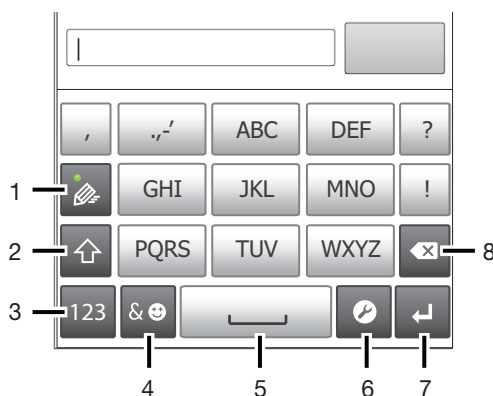 , .,-′ ABC DEF ?
1 GHI JKL MNO !
2 PQRS TUV WXYZ 8
3 123 &
4 5 6 7